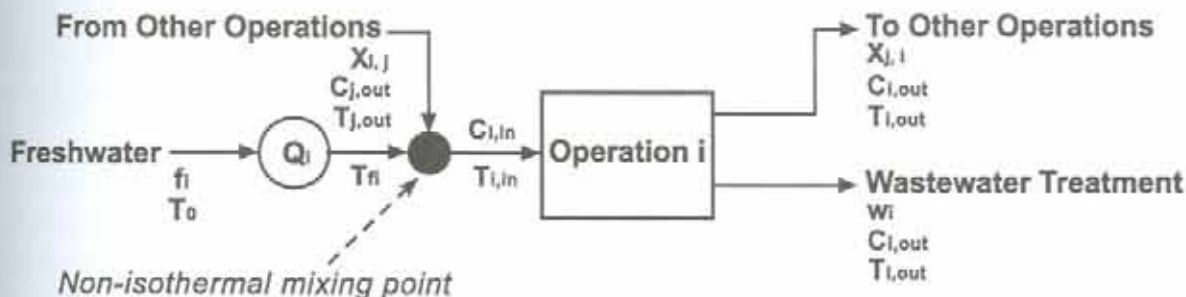 From Other Operations
Xi, j
Cj,out
Tj,out
Freshwater
fi
T0
Qi
Tfi
Ci,in
Ti,in
Operation i
To Other Operations
Xj, i
Ci,out
Ti,out
Wastewater Treatment
wi
Ci,out
Ti,out
Non-isothermal mixing point